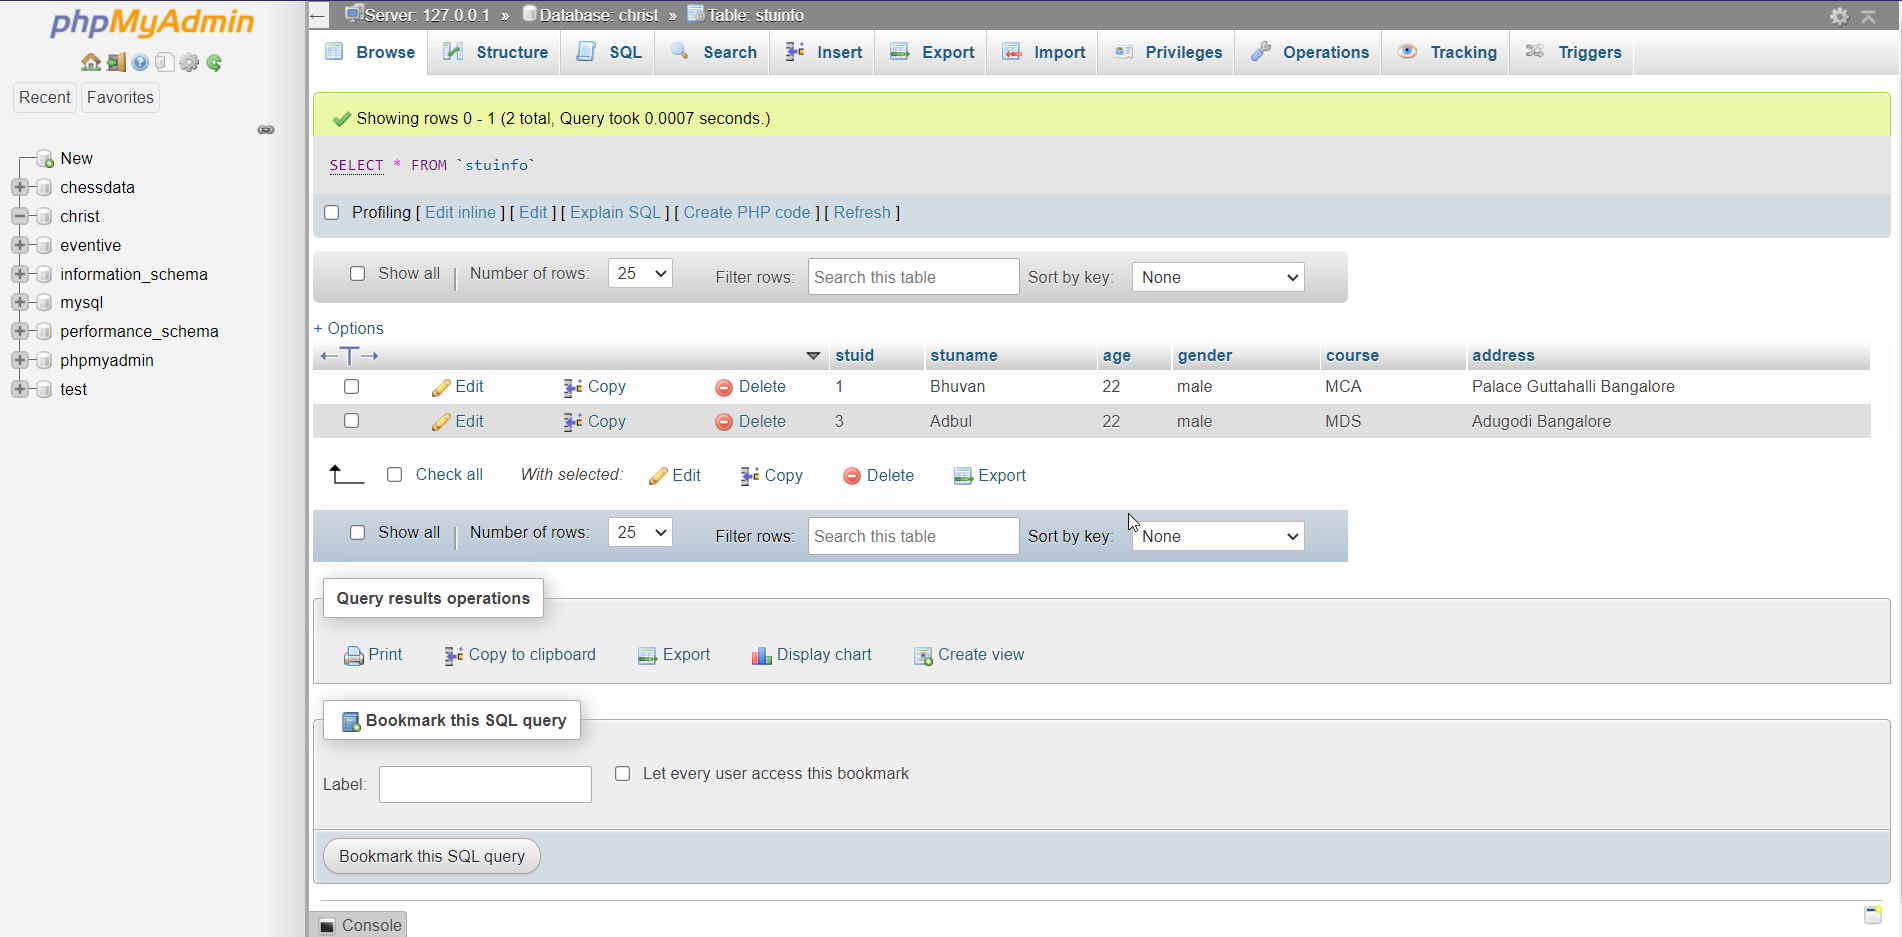 phpMyAdmin
Recent Favorites
New
chessdata
christ
eventive
information_schema
mysql
performance_schema
phpmyadmin
test
Server: 127.0.0.1 » Database: christ » Table: stuinfo
Browse Structure SQL Search Insert Export Import Privileges Operations Tracking Triggers
Showing rows 0 - 1 (2 total, Query took 0.0007 seconds.)
SELECT * FROM `stuinfo`
Profiling [ Edit inline ] [ Edit ] [ Explain SQL ] [ Create PHP code ] [ Refresh ]
Show all | Number of rows: 25 Filter rows: Search this table Sort by key: None
+ Options
←T→ stuid stuname age gender course address
Edit Copy Delete 1 Bhuvan 22 male MCA Palace Guttahalli Bangalore
Edit Copy Delete 3 Adbul 22 male MDS Adugodi Bangalore
Check all With selected: Edit Copy Delete Export
Show all | Number of rows: 25 Filter rows: Search this table Sort by key: None
Query results operations
Print Copy to clipboard Export Display chart Create view
Bookmark this SQL query
Label: Let every user access this bookmark
Bookmark this SQL query
Console